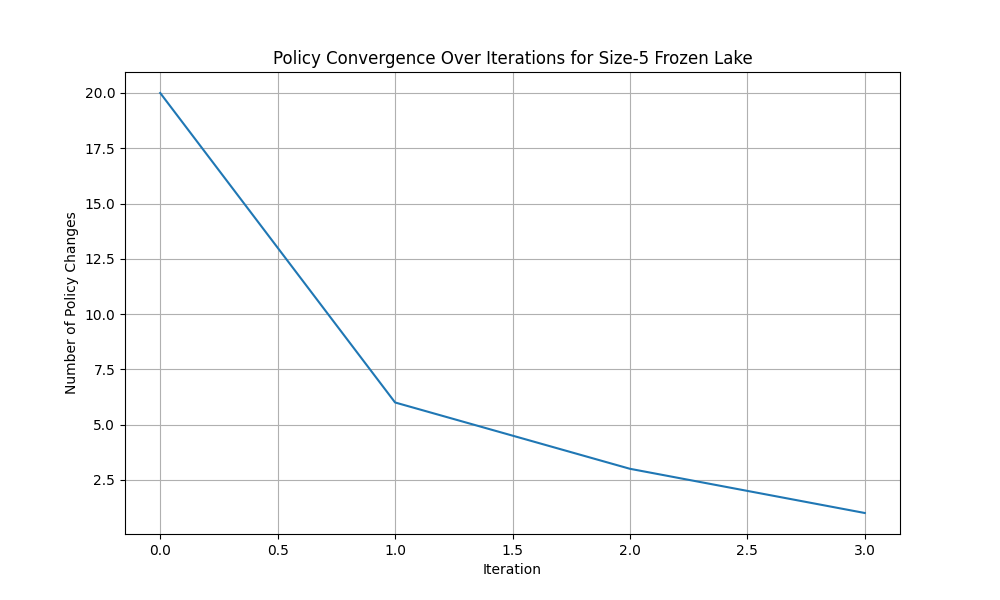 Policy Convergence Over Iterations for Size-5 Frozen Lake
Number of Policy Changes
20.0
17.5
15.0
12.5
10.0
7.5
5.0
2.5
0.0 0.5 1.0 1.5 2.0 2.5 3.0
Iteration